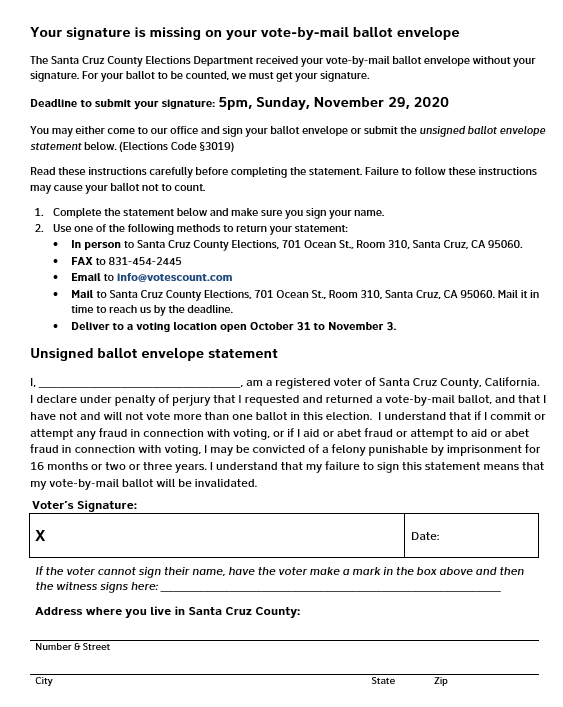 Your signature is missing on your vote-by-mail ballot envelope
The Santa Cruz County Elections Department received your vote-by-mail ballot envelope without your
signature. For your ballot to be counted, we must get your signature.
Deadline to submit your signature: 5pm, Sunday, November 29, 2020
You may either come to our office and sign your ballot envelope or submit the unsigned ballot envelope
statement below. (Elections Code §3019)
Read these instructions carefully before completing the statement. Failure to follow these instructions
may cause your ballot not to count.
1. Complete the statement below and make sure you sign your name.
2. Use one of the following methods to return your statement:
• In person to Santa Cruz County Elections, 701 Ocean St., Room 310, Santa Cruz, CA 95060.
• FAX to 831-454-2445
• Email to info@votescount.com
• Mail to Santa Cruz County Elections, 701 Ocean St., Room 310, Santa Cruz, CA 95060. Mail it in
time to reach us by the deadline.
• Deliver to a voting location open October 31 to November 3.
Unsigned ballot envelope statement
I, ______________________________, am a registered voter of Santa Cruz County, California.
I declare under penalty of perjury that I requested and returned a vote-by-mail ballot, and that I
have not and will not vote more than one ballot in this election. I understand that if I commit or
attempt any fraud in connection with voting, or if I aid or abet fraud or attempt to aid or abet
fraud in connection with voting, I may be convicted of a felony punishable by imprisonment for
16 months or two or three years. I understand that my failure to sign this statement means that
my vote-by-mail ballot will be invalidated.
Voter's Signature:
X Date:
If the voter cannot sign their name, have the voter make a mark in the box above and then
the witness signs here: ______________________________________________________
Address where you live in Santa Cruz County:
Number & Street
City State Zip